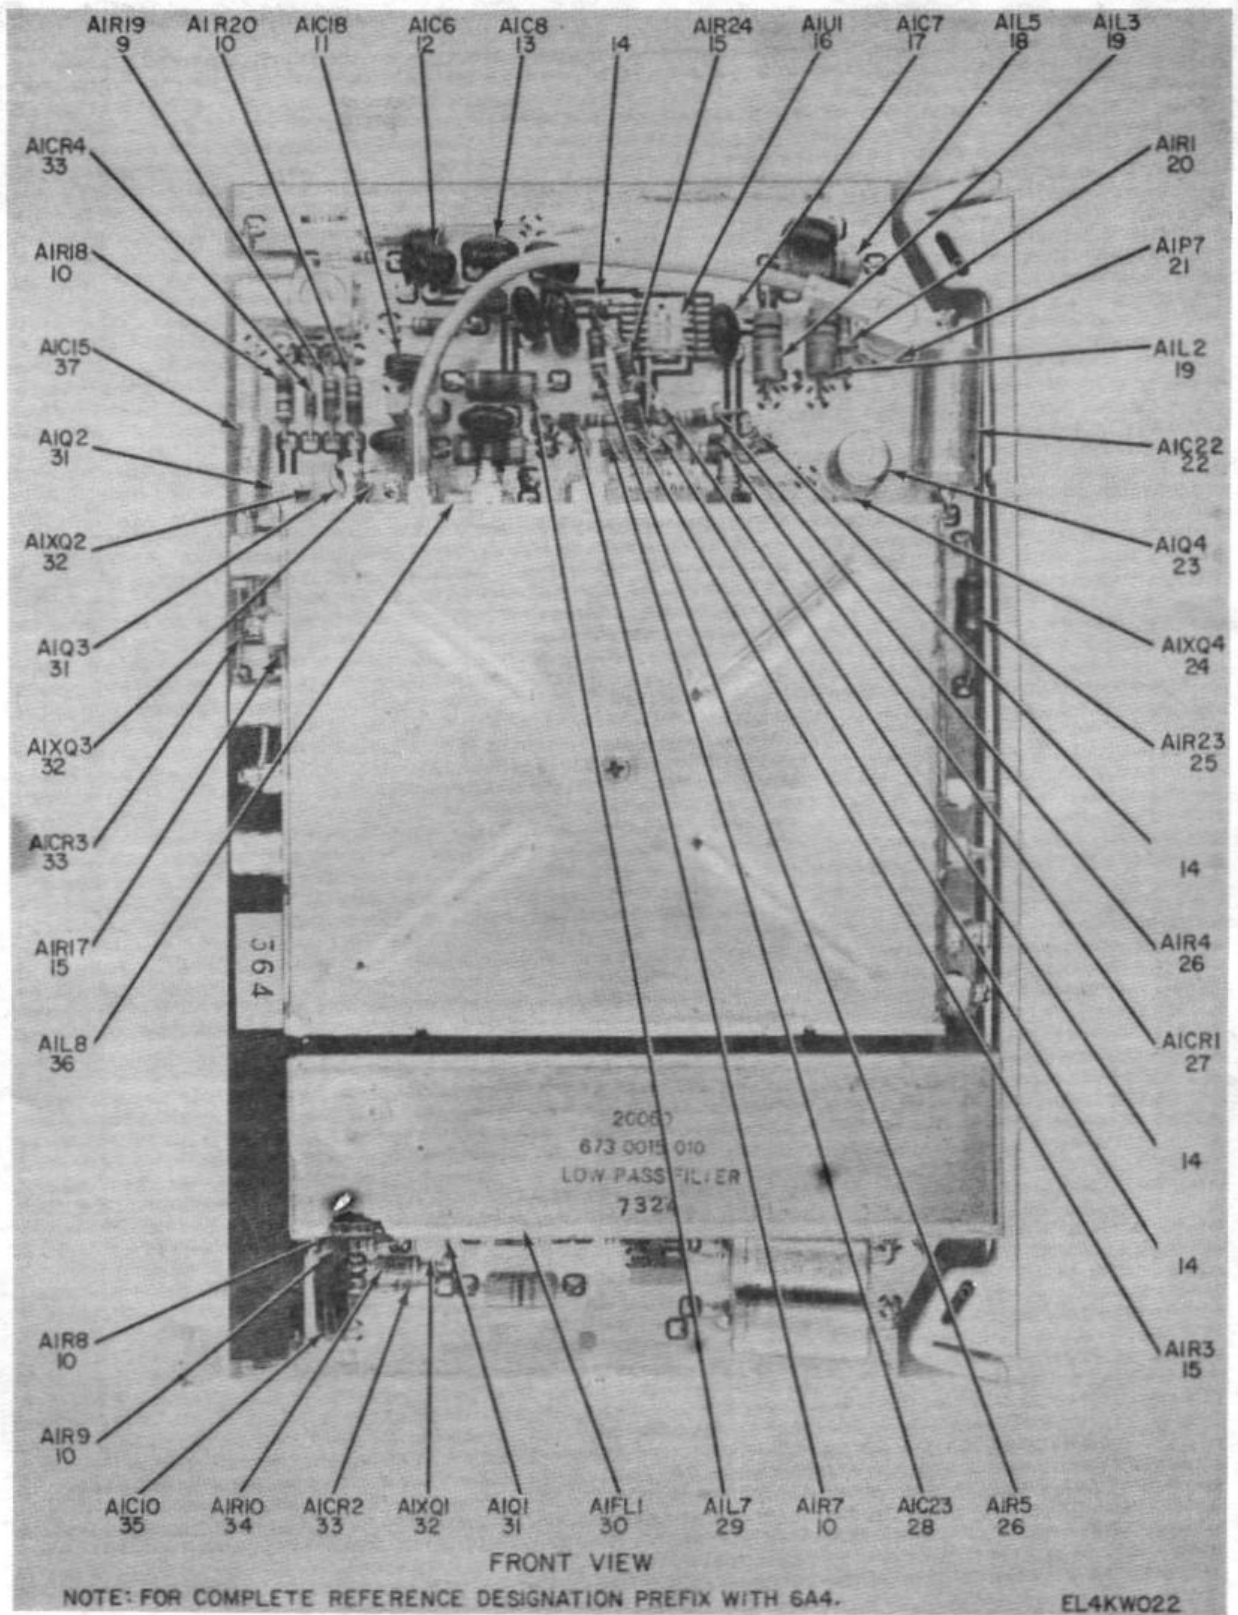 A1R19 A1R20 A1C18 A1C6 A1C8 14 A1R24 A1U1 A1C7 A1L5 A1L3
9 10 11 12 13 15 16 17 18 19
A1CR4
33
A1R1
20
A1R18
10
A1P7
21
A1C15
37
A1L2
19
A1Q2
31
A1C22
22
A1XQ2
32
A1Q4
23
A1Q3
31
A1XQ4
24
A1XQ3
32
A1R23
25
A1CR3
33
14
A1R17
15
364
A1R4
26
A1L8
36
A1CR1
27
673 0015 010
LOW PASS FILTER
14
14
A1R8
10
A1R3
15
A1R9
10
A1C10 A1R10 A1CR2 A1XQ1 A1Q1 A1FL1 A1L7 A1R7 A1C23 A1R5
35 34 33 32 31 30 29 10 28 26
FRONT VIEW
NOTE: FOR COMPLETE REFERENCE DESIGNATION PREFIX WITH 6A4.
EL4KW022